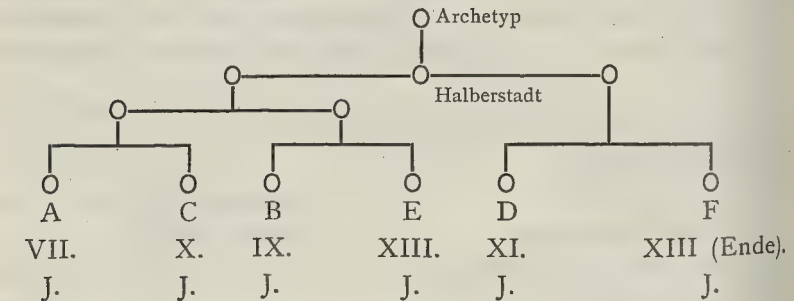 Archetyp
Halberstadt
A C B E D F
VII. X. IX. XIII. XI. XIII (Ende).
J. J. J. J. J. J.